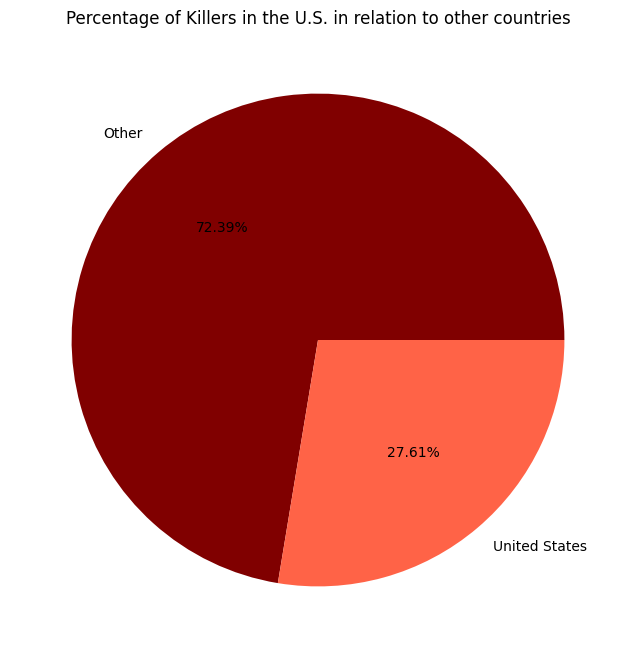 Percentage of Killers in the U.S. in relation to other countries
Other
72.39%
27.61%
United States